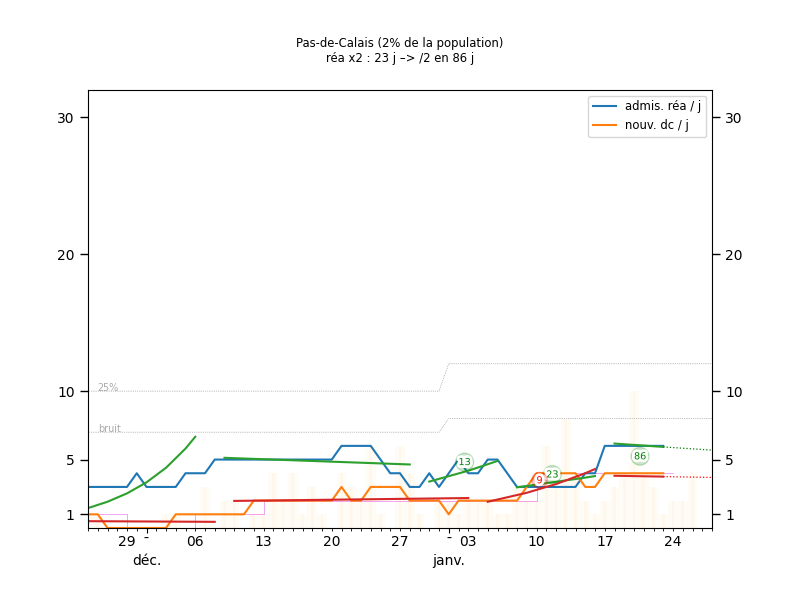 Pas-de-Calais (2% de la population)
réa x2 : 23 j –> /2 en 86 j
admis. réa / j
nouv. dc / j
30 30
20 20
25%
10 10
bruit
13
86
23
9
5 5
1 1
29 - 06 13 20 27 - 03 10 17 24
déc. janv.